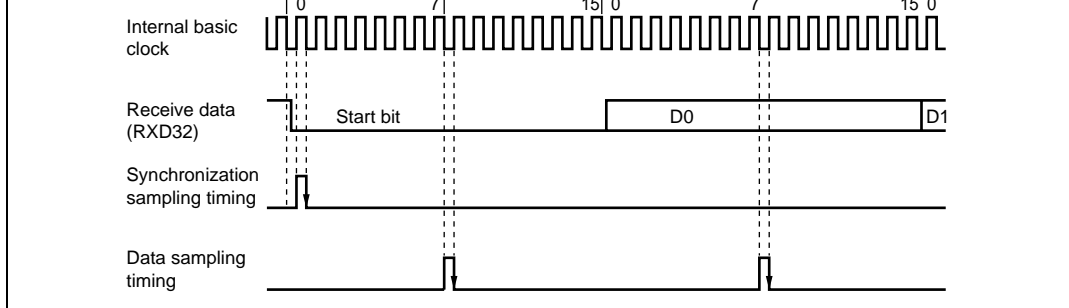 0 7 15 0 7 15 0
Internal basic
clock
Receive data
(RXD32)
Start bit D0 D1
Synchronization
sampling timing
Data sampling
timing